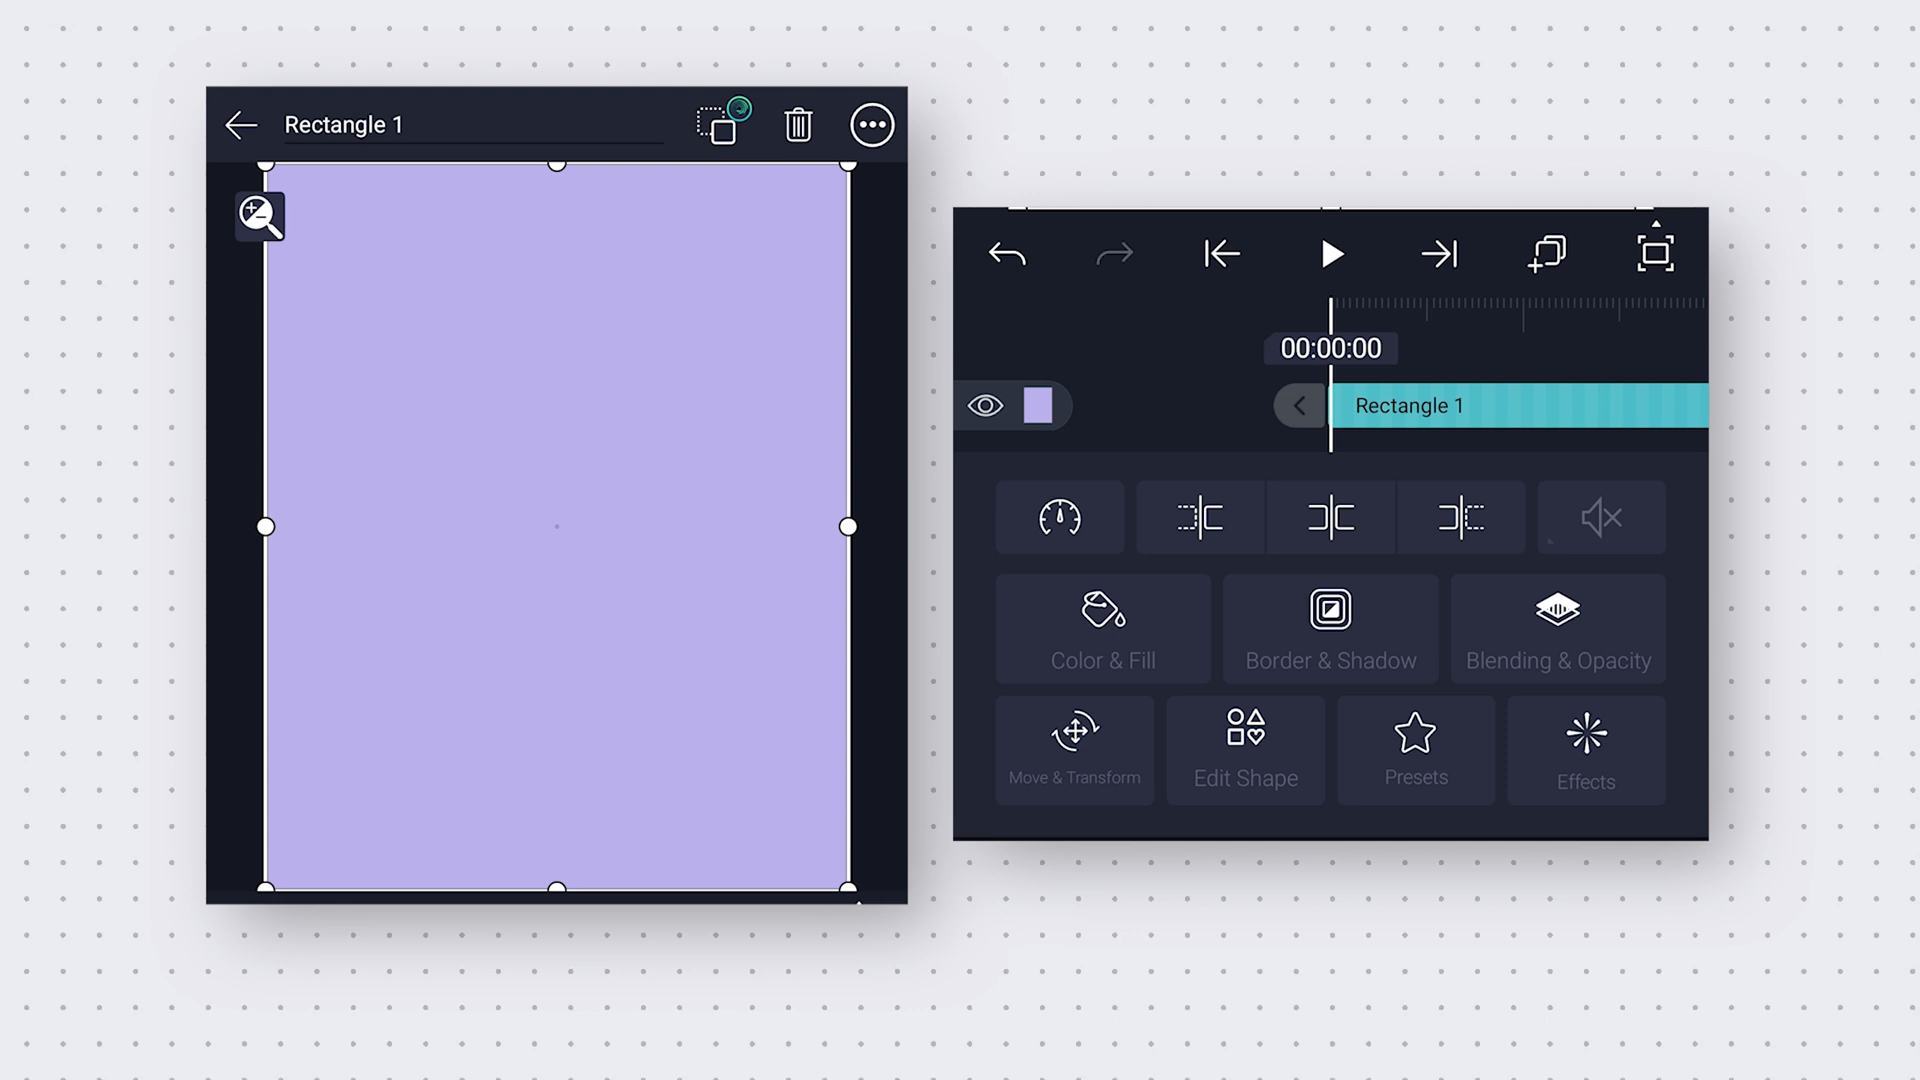 Rectangle 1
00:00:00
Rectangle 1
Color & Fill
Border & Shadow
Blending & Opacity
Move & Transform
Edit Shape
Presets
Effects